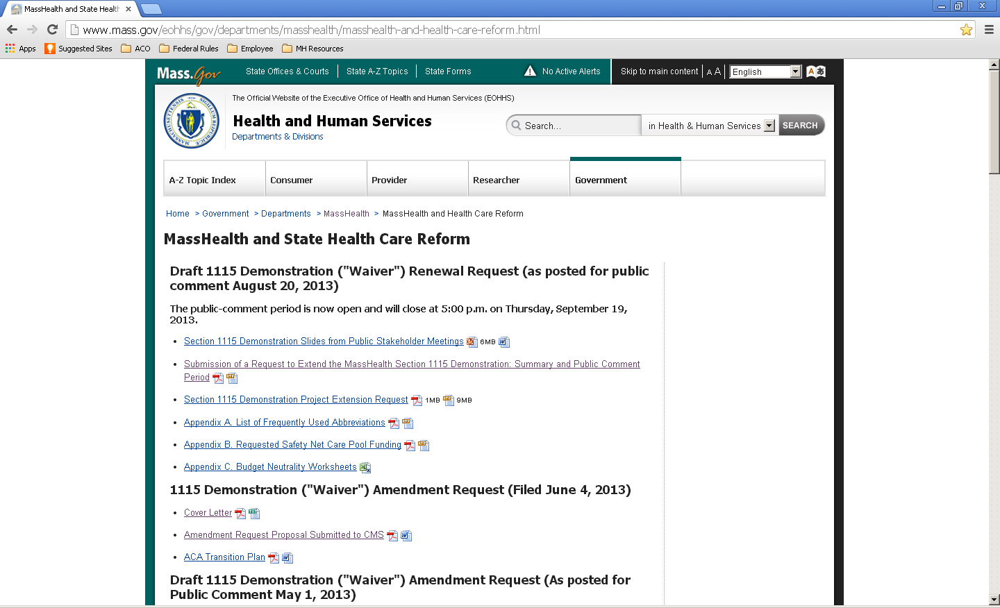 MassHealth and State Healt
www.mass.gov/eohhs/gov/departments/masshealth/masshealth-and-health-care-reform.html
Apps Suggested Sites ACO Federal Rules Employee MH Resources
Mass.Gov State Offices & Courts State A-Z Topics State Forms No Active Alerts Skip to main content A A English
The Official Website of the Executive Office of Health and Human Services (EOHHS)
Health and Human Services
Departments & Divisions
Search... in Health & Human Services SEARCH
A-Z Topic Index Consumer Provider Researcher Government
Home > Government > Departments > MassHealth > MassHealth and Health Care Reform
MassHealth and State Health Care Reform
Draft 1115 Demonstration ("Waiver") Renewal Request (as posted for public
comment August 20, 2013)
The public-comment period is now open and will close at 5:00 p.m. on Thursday, September 19,
2013.
• Section 1115 Demonstration Slides from Public Stakeholder Meetings 6MB
• Submission of a Request to Extend the MassHealth Section 1115 Demonstration: Summary and Public Comment
Period
• Section 1115 Demonstration Project Extension Request 1MB 9MB
• Appendix A. List of Frequently Used Abbreviations
• Appendix B. Requested Safety Net Care Pool Funding
• Appendix C. Budget Neutrality Worksheets
1115 Demonstration ("Waiver") Amendment Request (Filed June 4, 2013)
• Cover Letter
• Amendment Request Proposal Submitted to CMS
• ACA Transition Plan
Draft 1115 Demonstration ("Waiver") Amendment Request (As posted for
Public Comment May 1, 2013)